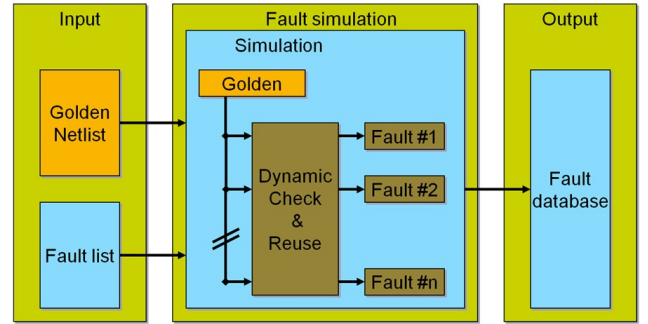 Input
Golden
Netlist
Fault list
Fault simulation
Simulation
Golden
Dynamic
Check
&
Reuse
Fault #1
Fault #2
Fault #n
Output
Fault
database